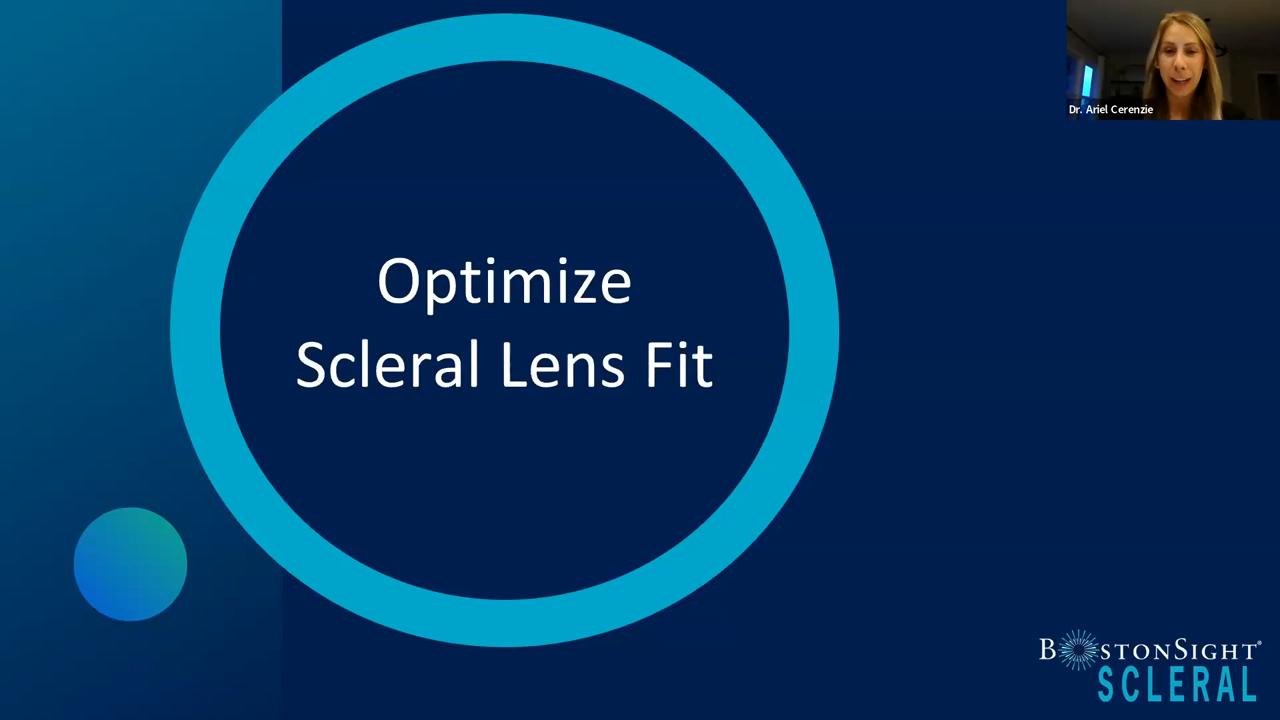 Dr. Ariel Cerenzie
Optimize
Scleral Lens Fit
BOSTONSIGHT®
SCLERAL